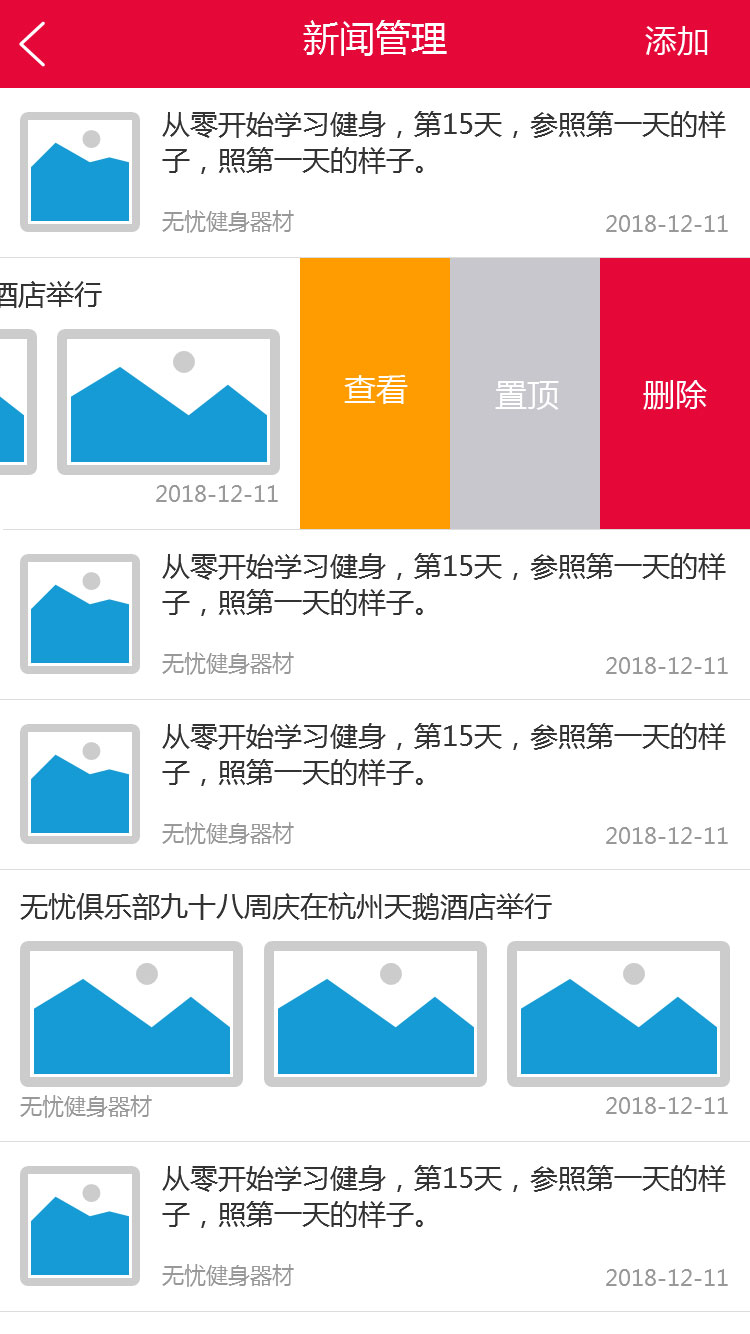 新闻管理
添加
从零开始学习健身，第15天，参照第一天的样
子，照第一天的样子。
无忧健身器材
2018-12-11
酒店举行
2018-12-11
查看
置顶
删除
从零开始学习健身，第15天，参照第一天的样
子，照第一天的样子。
无忧健身器材
2018-12-11
从零开始学习健身，第15天，参照第一天的样
子，照第一天的样子。
无忧健身器材
2018-12-11
无忧俱乐部九十八周庆在杭州天鹅酒店举行
无忧健身器材
2018-12-11
从零开始学习健身，第15天，参照第一天的样
子，照第一天的样子。
无忧健身器材
2018-12-11